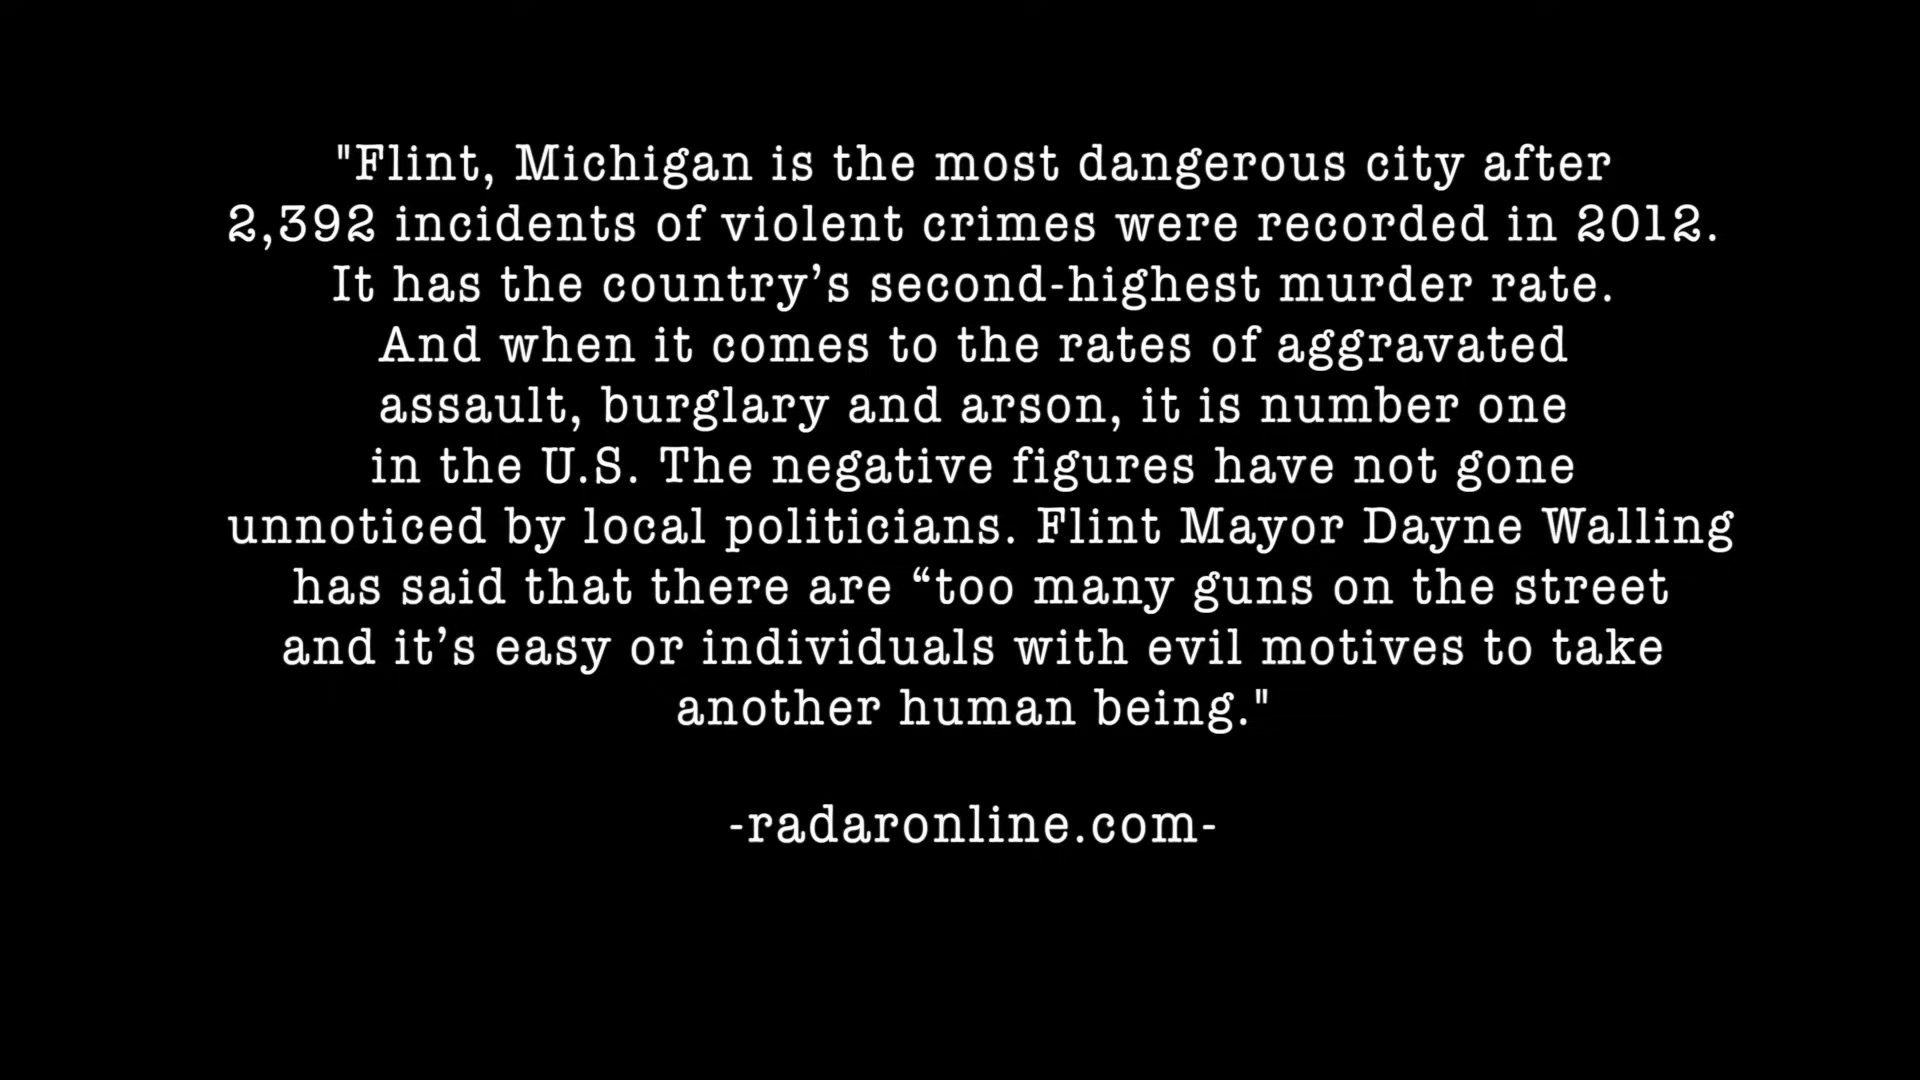 "Flint, Michigan is the most dangerous city after
2,392 incidents of violent crimes were recorded in 2012.
It has the country’s second-highest murder rate.
And when it comes to the rates of aggravated
assault, burglary and arson, it is number one
in the U.S. The negative figures have not gone
unnoticed by local politicians. Flint Mayor Dayne Walling
has said that there are “too many guns on the street
and it’s easy or individuals with evil motives to take
another human being."
-radaronline.com-